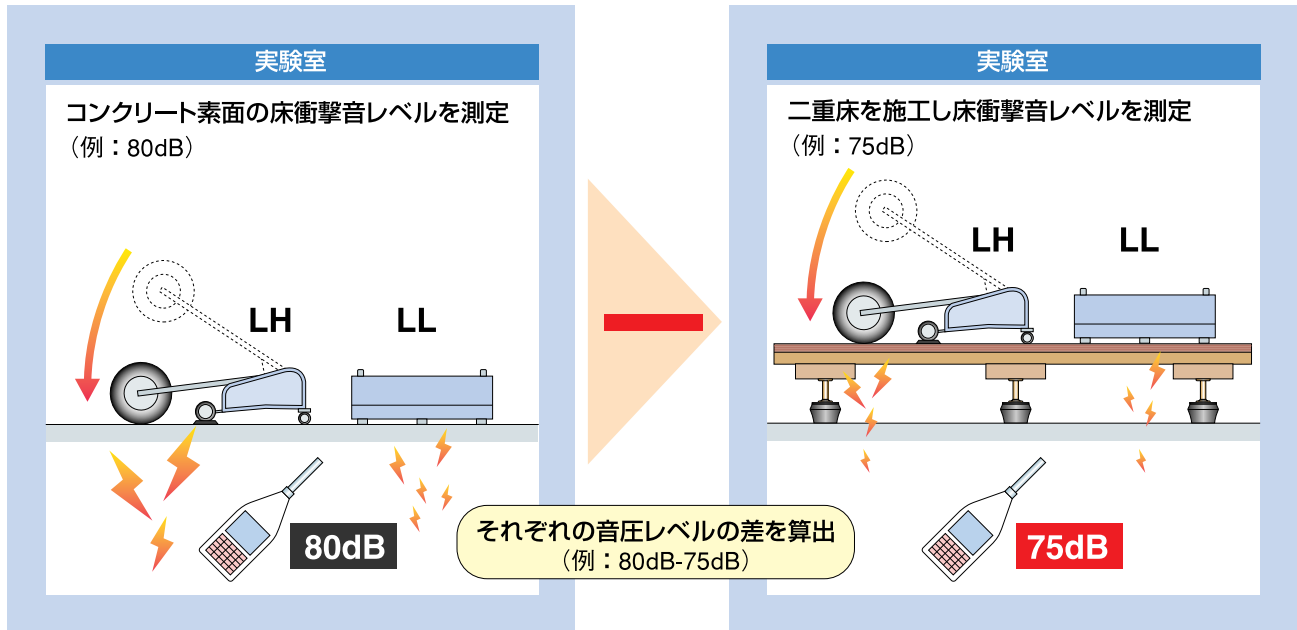 実験室
コンクリート素面の床衝撃音レベルを測定
（例：80dB）
LH
LL
80dB
実験室
二重床を施工し床衝撃音レベルを測定
（例：75dB）
LH
LL
75dB
それぞれの音圧レベルの差を算出
（例：80dB-75dB）